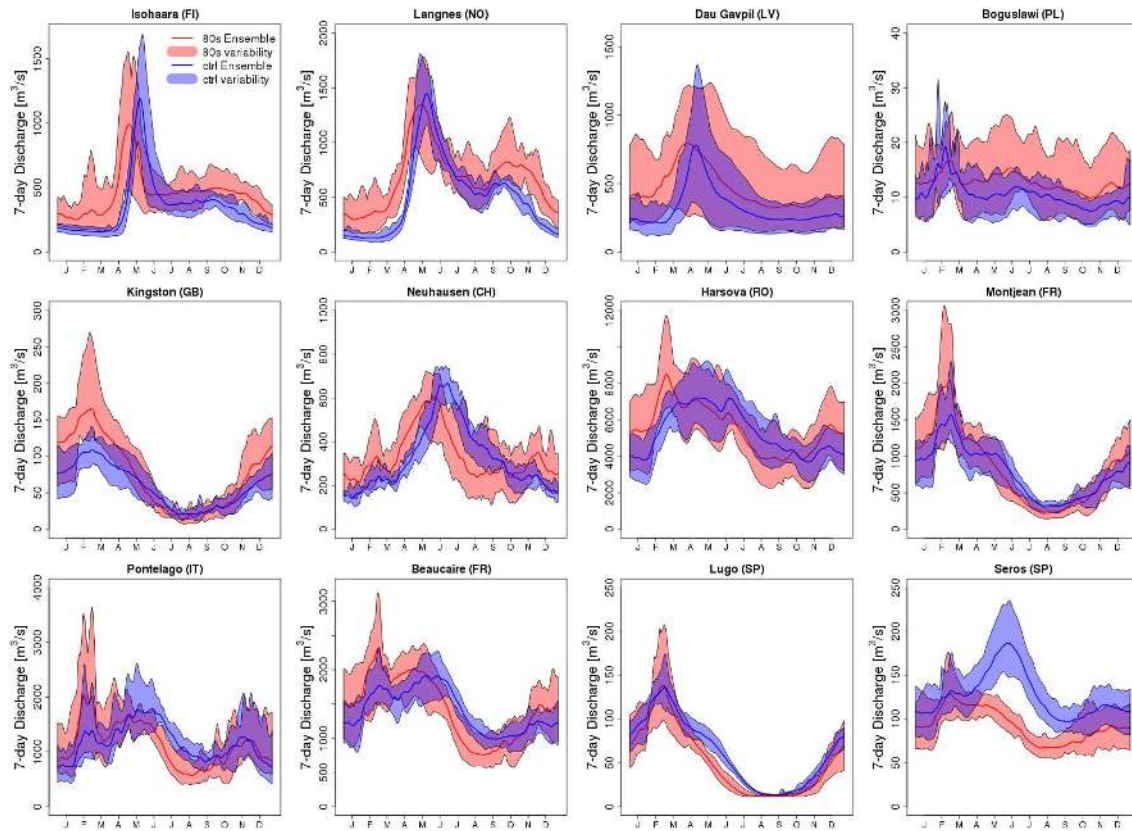 Isohaara (FI)
Langnes (NO)
Dau Gavpil (LV)
Boguslawi (PL)
7-day Discharge [m³/s]
0 500 1000 1500
80s Ensemble
80s variability
ctrl Ensemble
ctrl variability
J F M A M J J A S O N D
7-day Discharge [m³/s]
0 500 1000 1500 2000
J F M A M J J A S O N D
7-day Discharge [m³/s]
0 500 1000 1500
J F M A M J J A S O N D
7-day Discharge [m³/s]
0 10 20 30 40
J F M A M J J A S O N D
Kingston (GB)
Neuhausen (CH)
Harsova (RO)
Montjean (FR)
7-day Discharge [m³/s]
0 50 100 150 200 250 300
J F M A M J J A S O N D
7-day Discharge [m³/s]
0 200 400 600 800 1000
J F M A M J J A S O N D
7-day Discharge [m³/s]
0 2000 4000 6000 8000 12000
J F M A M J J A S O N D
7-day Discharge [m³/s]
0 500 1000 1500 2000 2500 3000
J F M A M J J A S O N D
Pontelago (IT)
Beaucaire (FR)
Lugo (SP)
Seros (SP)
7-day Discharge [m³/s]
0 1000 2000 3000 4000
J F M A M J J A S O N D
7-day Discharge [m³/s]
0 500 1000 2000 3000
J F M A M J J A S O N D
7-day Discharge [m³/s]
0 50 100 150 200 250
J F M A M J J A S O N D
7-day Discharge [m³/s]
0 50 100 150 200 250
J F M A M J J A S O N D